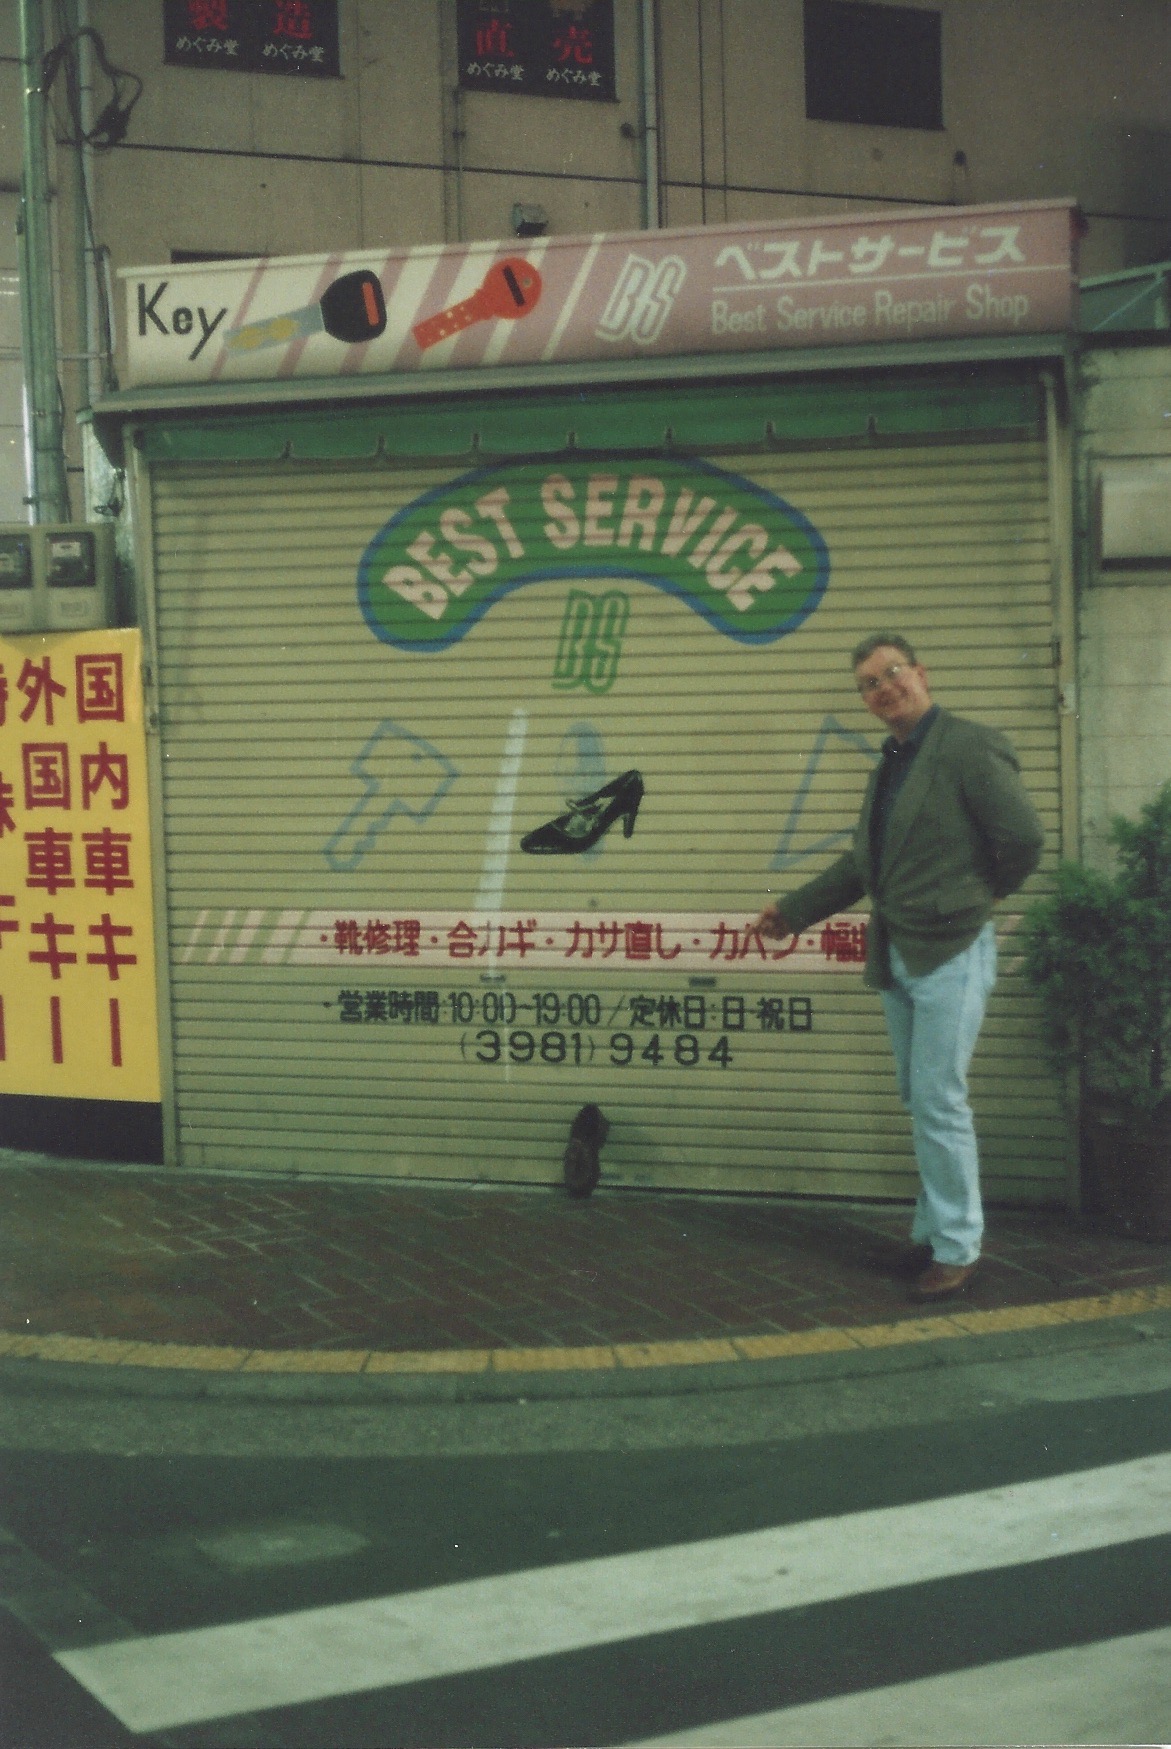 製造
めぐみ堂 めぐみ堂
直売
めぐみ堂 めぐみ堂
Key
BS
ベストサービス
Best Service Repair Shop
BEST SERVICE
BS
国内車キー
外国車キー
・靴修理・合カギ・カサ直し・カバン・幅出
・営業時間:10:00~19:00/定休日:日・祝日
(3981)9484